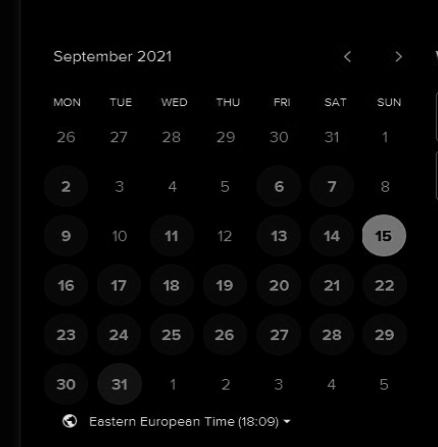 September 2021 < >
MON TUE WED THU FRI SAT SUN
26 27 28 29 30 31 1
2 3 4 5 6 7 8
9 10 11 12 13 14 15
16 17 18 19 20 21 22
23 24 25 26 27 28 29
30 31 1 2 3 4 5
Eastern European Time (18:09)